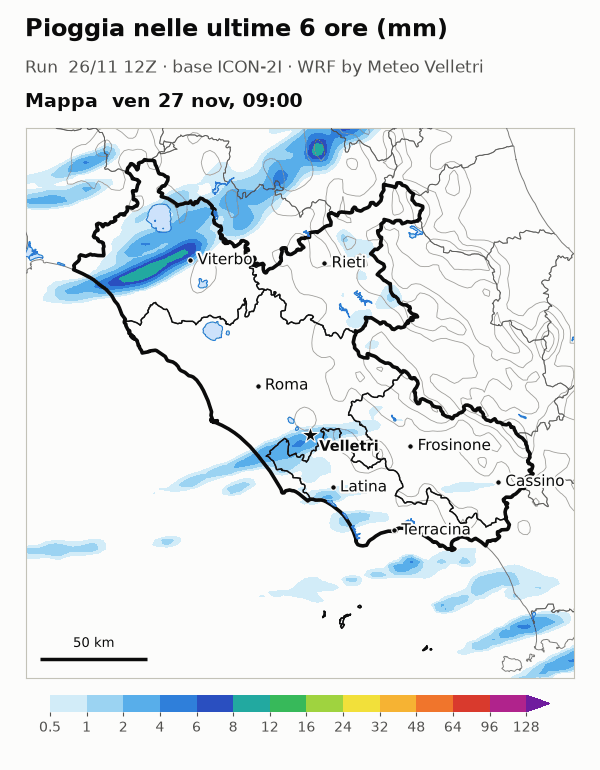 Pioggia nelle ultime 6 ore (mm)
Run 26/11 12Z · base ICON-2I · WRF by Meteo Velletri
Mappa ven 27 nov, 09:00
Viterbo
Rieti
Roma
Velletri
Frosinone
Latina
Cassino
Terracina
50 km
0.5 1 2 4 6 8 12 16 24 32 48 64 96 128